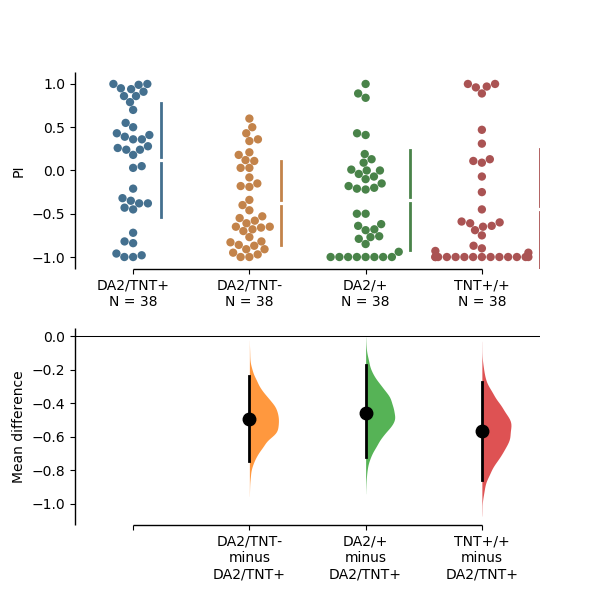 1.0
0.5
0.0
−0.5
−1.0
PI
DA2/TNT+ DA2/TNT- DA2/+ TNT+/+
N = 38 N = 38 N = 38 N = 38
0.0
−0.2
−0.4
−0.6
−0.8
−1.0
Mean difference
DA2/TNT- DA2/+ TNT+/+
minus minus minus
DA2/TNT+ DA2/TNT+ DA2/TNT+